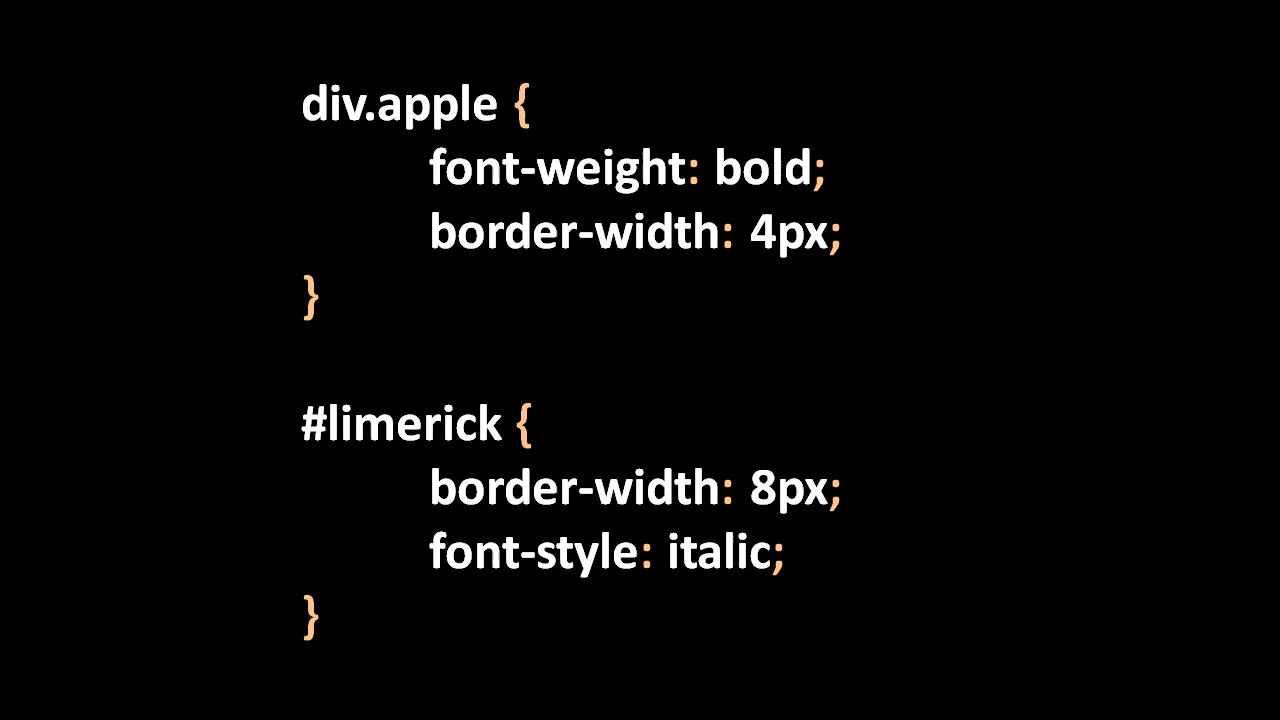 div.apple {
font-weight: bold;
border-width: 4px;
}
#limerick {
border-width: 8px;
font-style: italic;
}